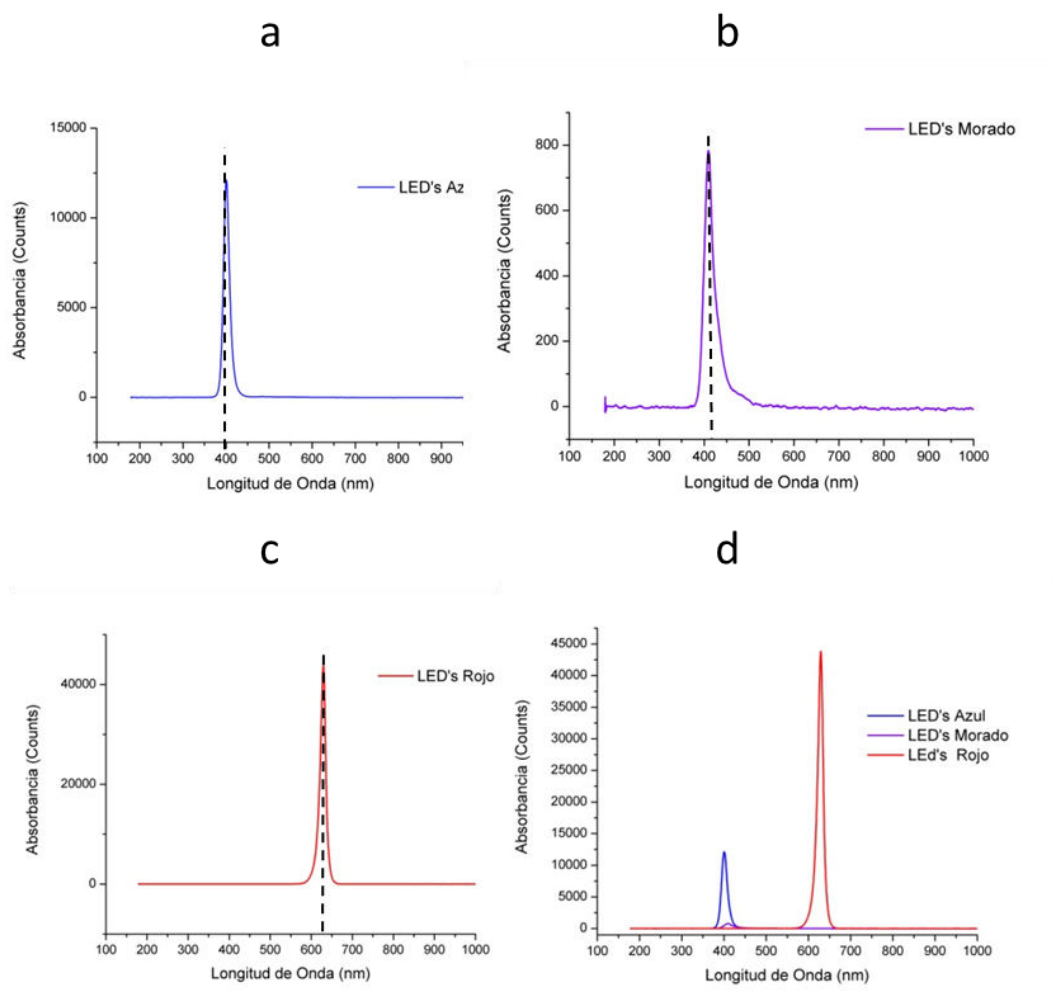 a
b
15000
10000
5000
0
Absorbancia (Counts)
LED's Az
100 200 300 400 500 600 700 800 900
Longitud de Onda (nm)
800
600
400
200
0
Absorbancia (Counts)
LED's Morado
100 200 300 400 500 600 700 800 900 1000
Longitud de Onda (nm)
c
d
40000
20000
0
Absorbancia (Counts)
LED's Rojo
100 200 300 400 500 600 700 800 900 1000
Longitud de Onda (nm)
45000
40000
35000
30000
25000
20000
15000
10000
5000
0
Absorbancia (Counts)
LED's Azul
LED's Morado
LEd's Rojo
100 200 300 400 500 600 700 800 900 1000
Longitud de Onda (nm)